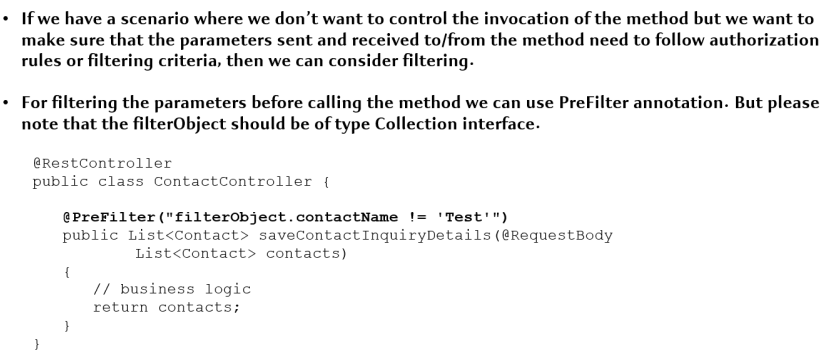 • If we have a scenario where we don't want to control the invocation of the method but we want to
make sure that the parameters sent and received to/from the method need to follow authorization
rules or filtering criteria, then we can consider filtering.
• For filtering the parameters before calling the method we can use PreFilter annotation. But please
note that the filterObject should be of type Collection interface.
@RestController
public class ContactController {
@PreFilter("filterObject.contactName != 'Test'")
public List<Contact> saveContactInquiryDetails(@RequestBody
List<Contact> contacts)
{
// business logic
return contacts;
}
}